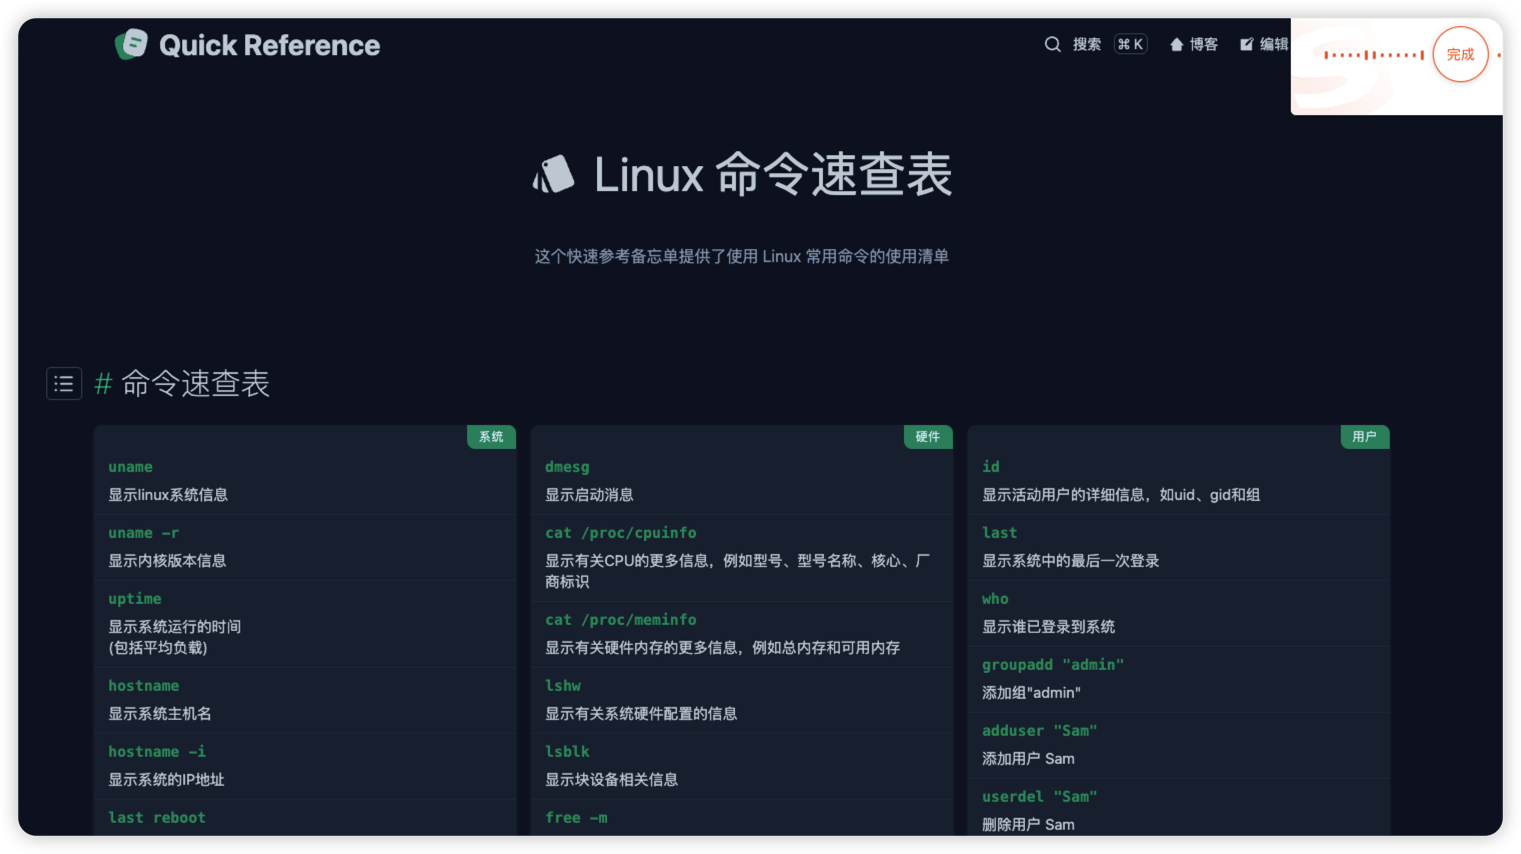 Quick Reference
搜索 ⌘ K 博客 编辑
完成
Linux 命令速查表
这个快速参考备忘单提供了使用 Linux 常用命令的使用清单
# 命令速查表
系统
uname
显示linux系统信息
uname -r
显示内核版本信息
uptime
显示系统运行的时间
(包括平均负载)
hostname
显示系统主机名
hostname -i
显示系统的IP地址
last reboot
硬件
dmesg
显示启动消息
cat /proc/cpuinfo
显示有关CPU的更多信息，例如型号、型号名称、核心、厂
商标识
cat /proc/meminfo
显示有关硬件内存的更多信息，例如总内存和可用内存
lshw
显示有关系统硬件配置的信息
lsblk
显示块设备相关信息
free -m
用户
id
显示活动用户的详细信息，如uid、gid和组
last
显示系统中的最后一次登录
who
显示谁已登录到系统
groupadd "admin"
添加组"admin"
adduser "Sam"
添加用户 Sam
userdel "Sam"
删除用户 Sam